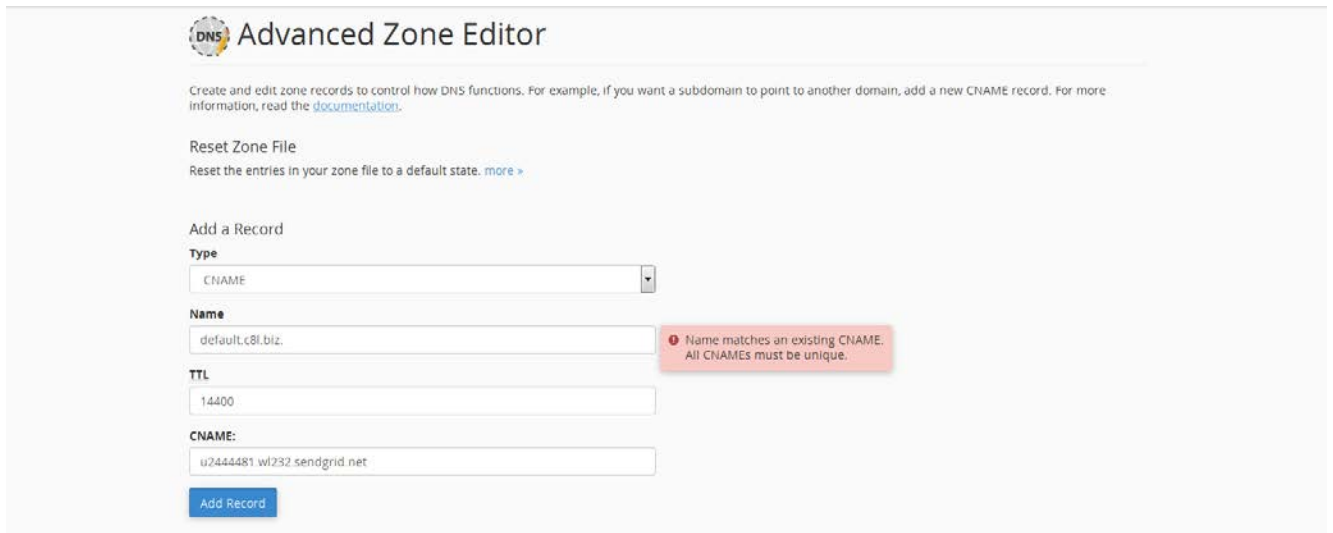 DNS Advanced Zone Editor
Create and edit zone records to control how DNS functions. For example, if you want a subdomain to point to another domain, add a new CNAME record. For more
information, read the documentation.
Reset Zone File
Reset the entries in your zone file to a default state. more »
Add a Record
Type
CNAME
Name
default.c8l.biz.
Name matches an existing CNAME.
All CNAMEs must be unique.
TTL
14400
CNAME:
u2444481.wl232.sendgrid.net
Add Record